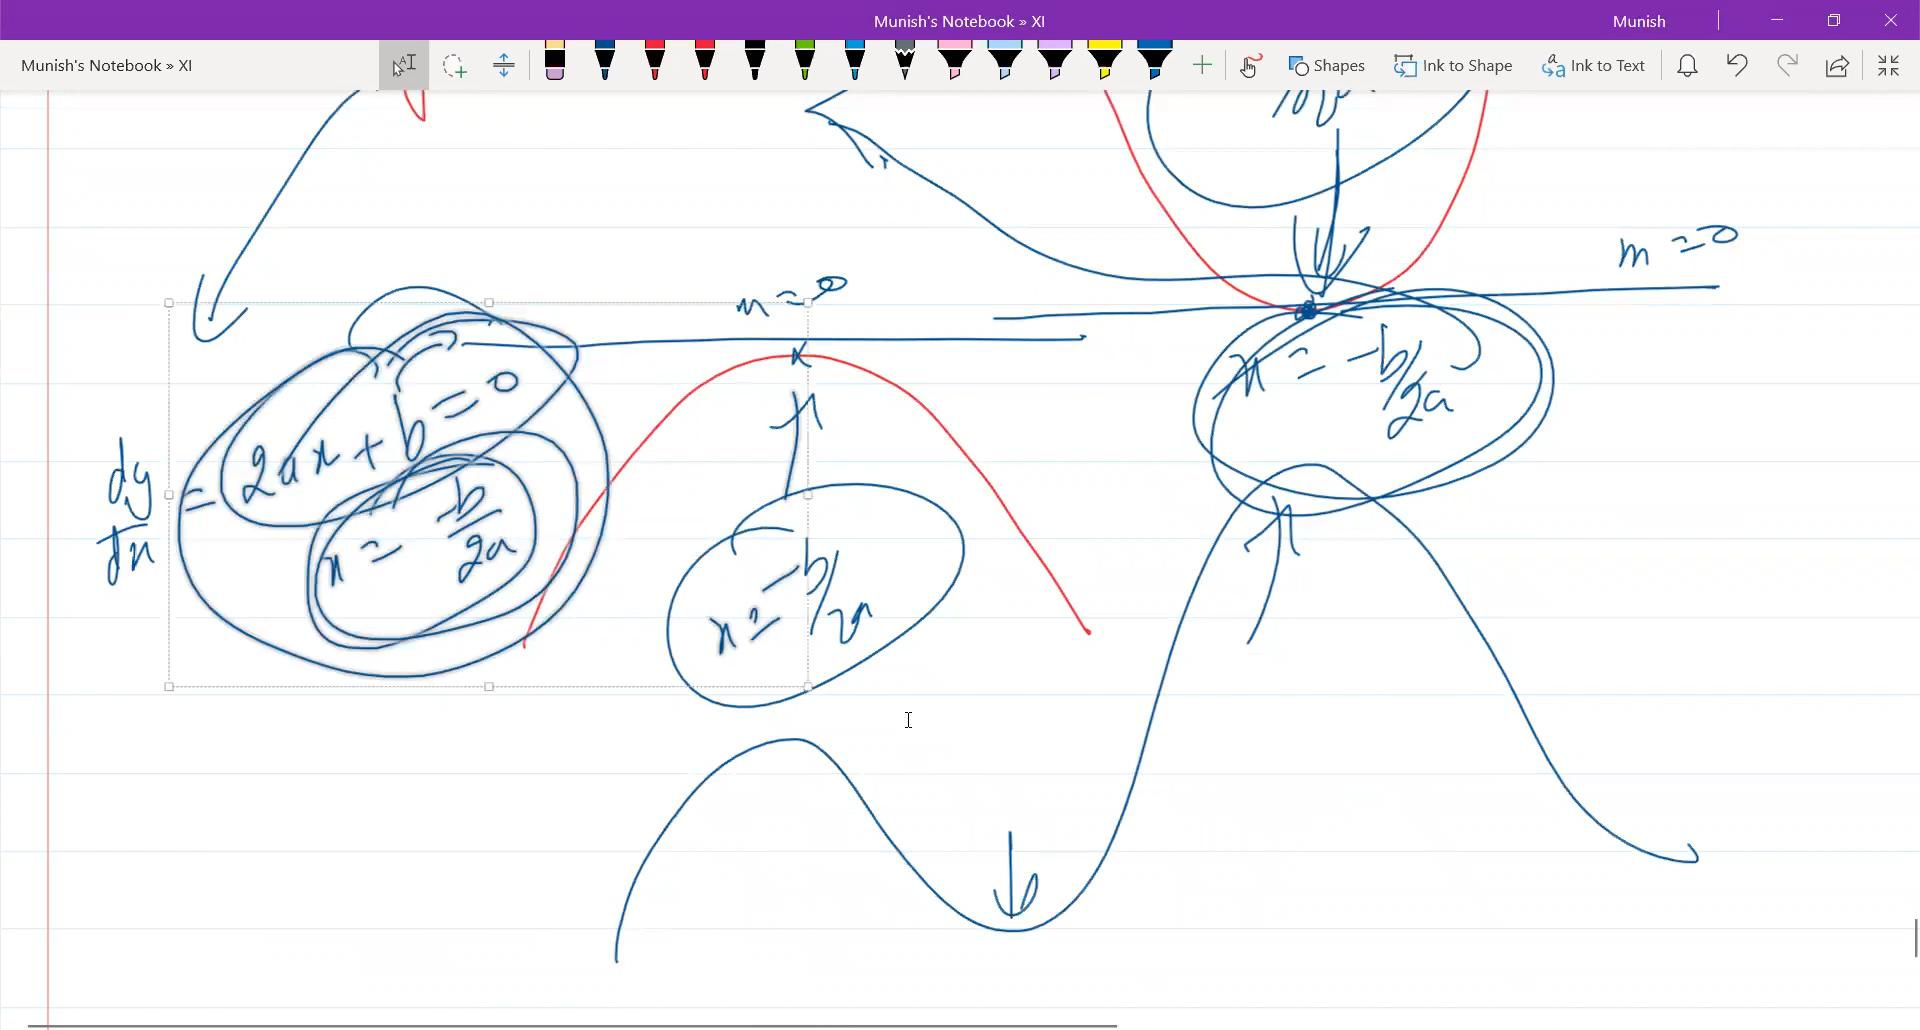 Munish's Notebook » XI
Munish
Munish's Notebook » XI
Shapes
Ink to Shape
Ink to Text
m = 0
m = 0
dy/dx = 2ax + b = 0
x = -b/2a
x = -b/2a
x = -b/2a